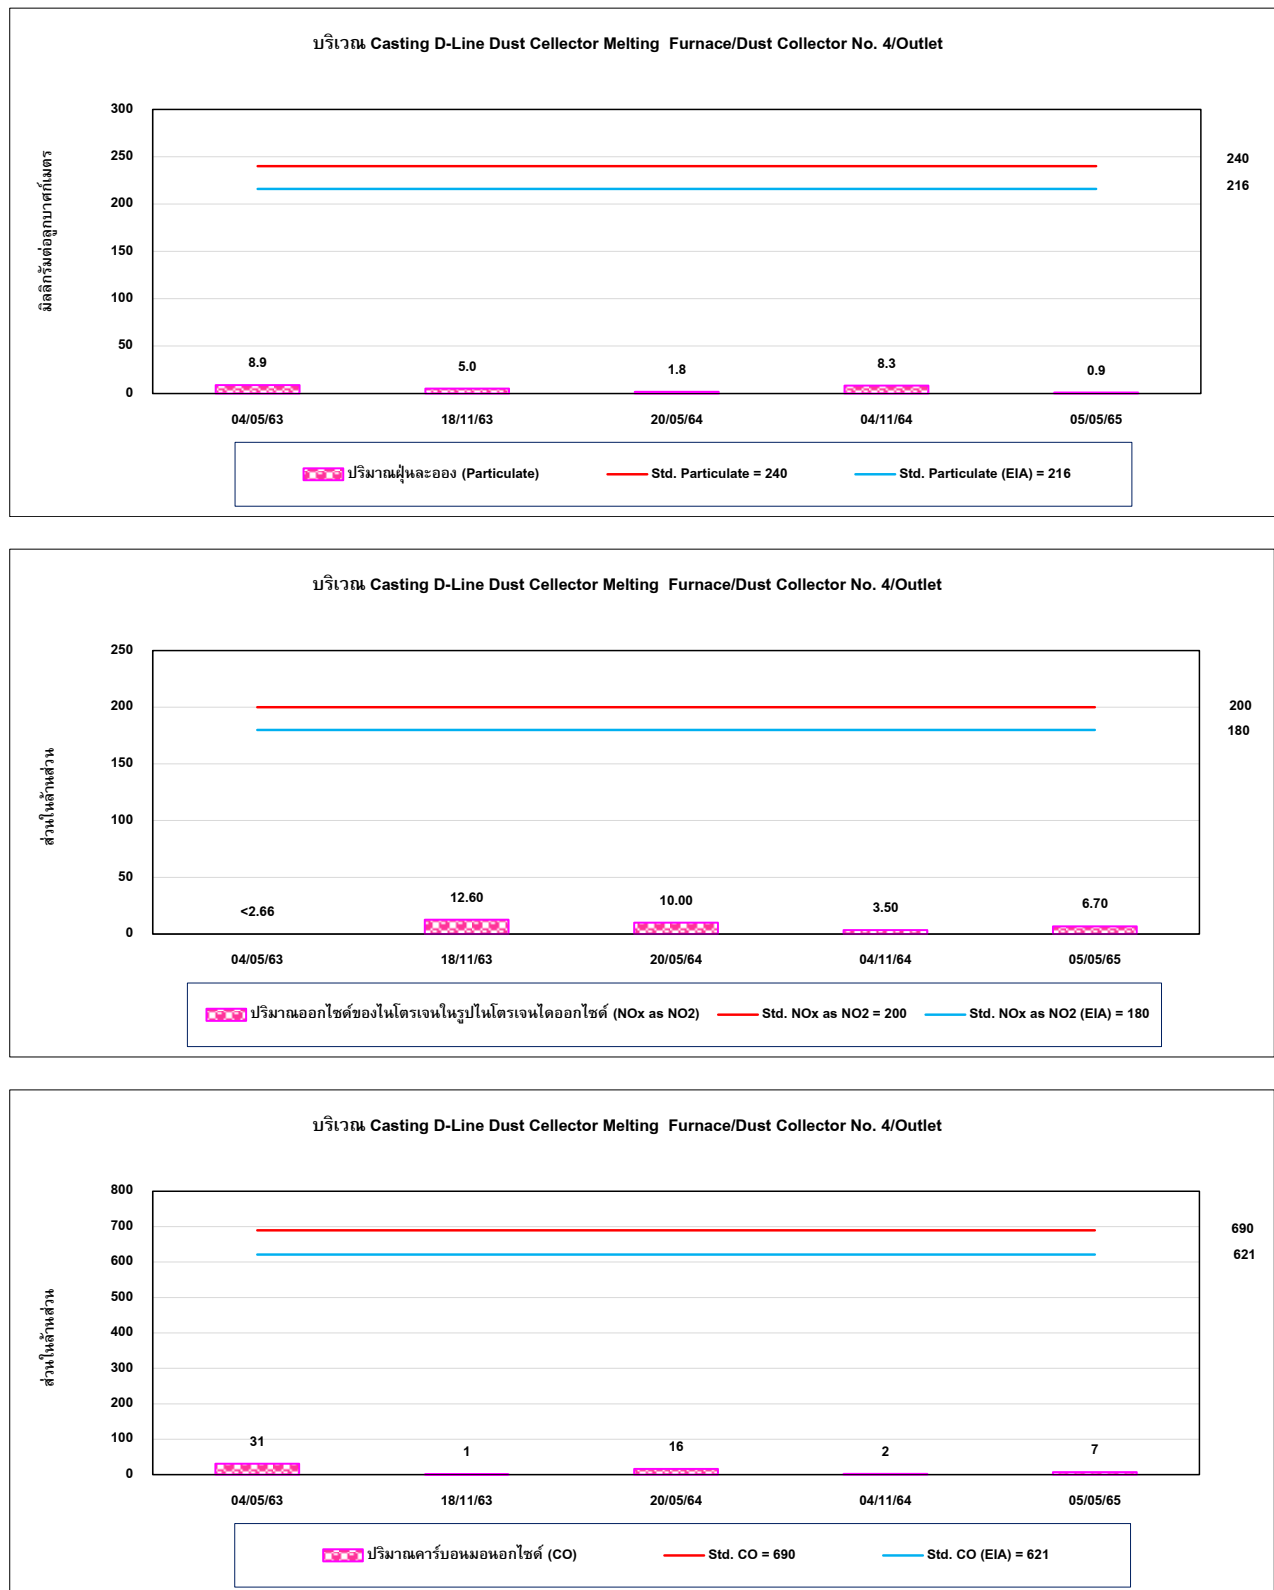 บริเวณ Casting D-Line Dust Cellector Melting Furnace/Dust Collector No. 4/Outlet
มิลลิกรัมต่อลูกบาศก์เมตร
300
250
200
150
100
50
0
240
216
8.9 5.0 1.8 8.3 0.9
04/05/63 18/11/63 20/05/64 04/11/64 05/05/65
ปริมาณฝุ่นละออง (Particulate) Std. Particulate = 240 Std. Particulate (EIA) = 216
บริเวณ Casting D-Line Dust Cellector Melting Furnace/Dust Collector No. 4/Outlet
ส่วนในล้านส่วน
250
200
150
100
50
0
200
180
<2.66 12.60 10.00 3.50 6.70
04/05/63 18/11/63 20/05/64 04/11/64 05/05/65
ปริมาณออกไซด์ของไนโตรเจนในรูปไนโตรเจนไดออกไซด์ (NOx as NO2) Std. NOx as NO2 = 200 Std. NOx as NO2 (EIA) = 180
บริเวณ Casting D-Line Dust Cellector Melting Furnace/Dust Collector No. 4/Outlet
ส่วนในล้านส่วน
800
700
600
500
400
300
200
100
0
690
621
31 1 16 2 7
04/05/63 18/11/63 20/05/64 04/11/64 05/05/65
ปริมาณคาร์บอนมอนอกไซด์ (CO) Std. CO = 690 Std. CO (EIA) = 621